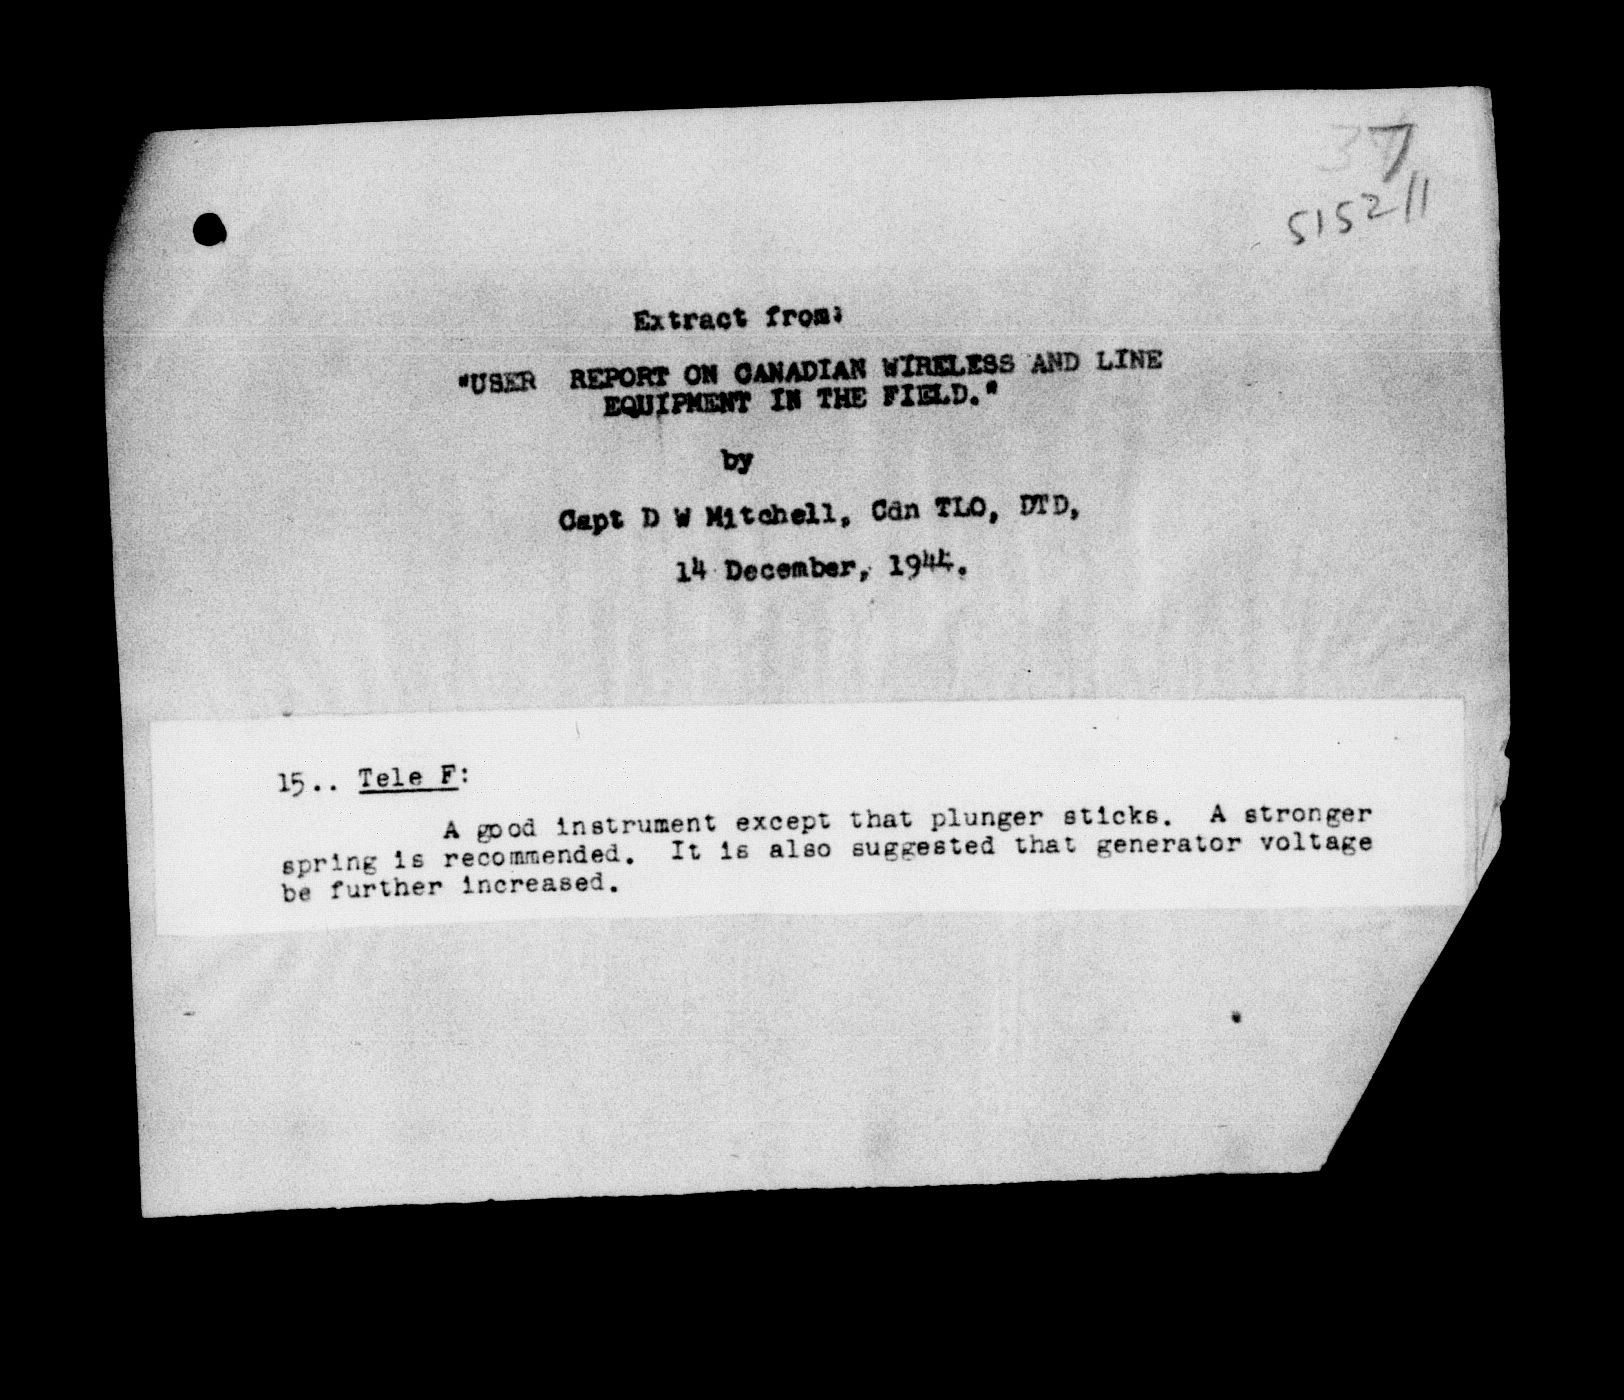 37
5152/1
Extract from:
"USER REPORT ON CANADIAN WIRELESS AND LINE
EQUIPMENT IN THE FIELD."
by
Capt D W Mitchell, Cdn TLO, DTD,
14 December, 1944.
15.. Tele F:
A good instrument except that plunger sticks. A stronger
spring is recommended. It is also suggested that generator voltage
be further increased.